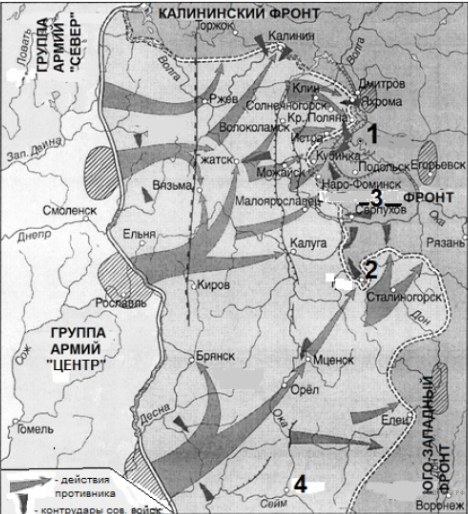 КАЛИНИНСКИЙ ФРОНТ
Торжок
Калинин
Ловать
ГРУППА
АРМИЙ
"СЕВЕР"
Волга
Волга
Клин
Дмитров
Ржев
Солнечногорск
Яхрома
Кр. Поляна
Волоколамск
1
Истра
Зап. Двина
Гжатск
Кубинка
Можайск
Подольск
Егорьевск
Вязьма
Наро-Фоминск
Малоярославец
3
ФРОНТ
Смоленск
Серпухов
Ока
Днепр
Ельня
Калуга
Рязань
2
Киров
Сталиногорск
Рославль
Дон
ГРУППА
АРМИЙ
"ЦЕНТР"
Сож
Брянск
Мценск
Орёл
Десна
Ока
Елец
ЮГО-ЗАПАДНЫЙ
ФРОНТ
Гомель
4
Сейм
Воронеж
- действия
противника
- контрудары сов. войск